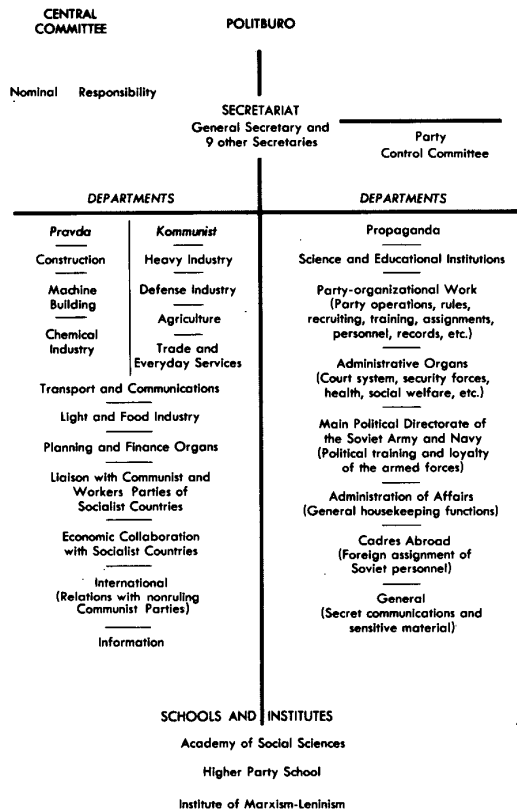 CENTRAL
COMMITTEE
POLITBURO
Nominal Responsibility
SECRETARIAT
General Secretary and
9 other Secretaries
Party
Control Committee
DEPARTMENTS
Pravda
Construction
Machine
Building
Chemical
Industry
Kommunist
Heavy Industry
Defense Industry
Agriculture
Trade and
Everyday Services
Transport and Communications
Light and Food Industry
Planning and Finance Organs
Liaison with Communist and
Workers Parties of
Socialist Countries
Economic Collaboration
with Socialist Countries
International
(Relations with nonruling
Communist Parties)
Information
DEPARTMENTS
Propaganda
Science and Educational Institutions
Party-organizational Work
(Party operations, rules,
recruiting, training, assignments,
personnel, records, etc.)
Administrative Organs
(Court system, security forces,
health, social welfare, etc.)
Main Political Directorate of
the Soviet Army and Navy
(Political training and loyalty
of the armed forces)
Administration of Affairs
(General housekeeping functions)
Cadres Abroad
(Foreign assignment of
Soviet personnel)
General
(Secret communications and
sensitive material)
SCHOOLS AND INSTITUTES
Academy of Social Sciences
Higher Party School
Institute of Marxism-Leninism